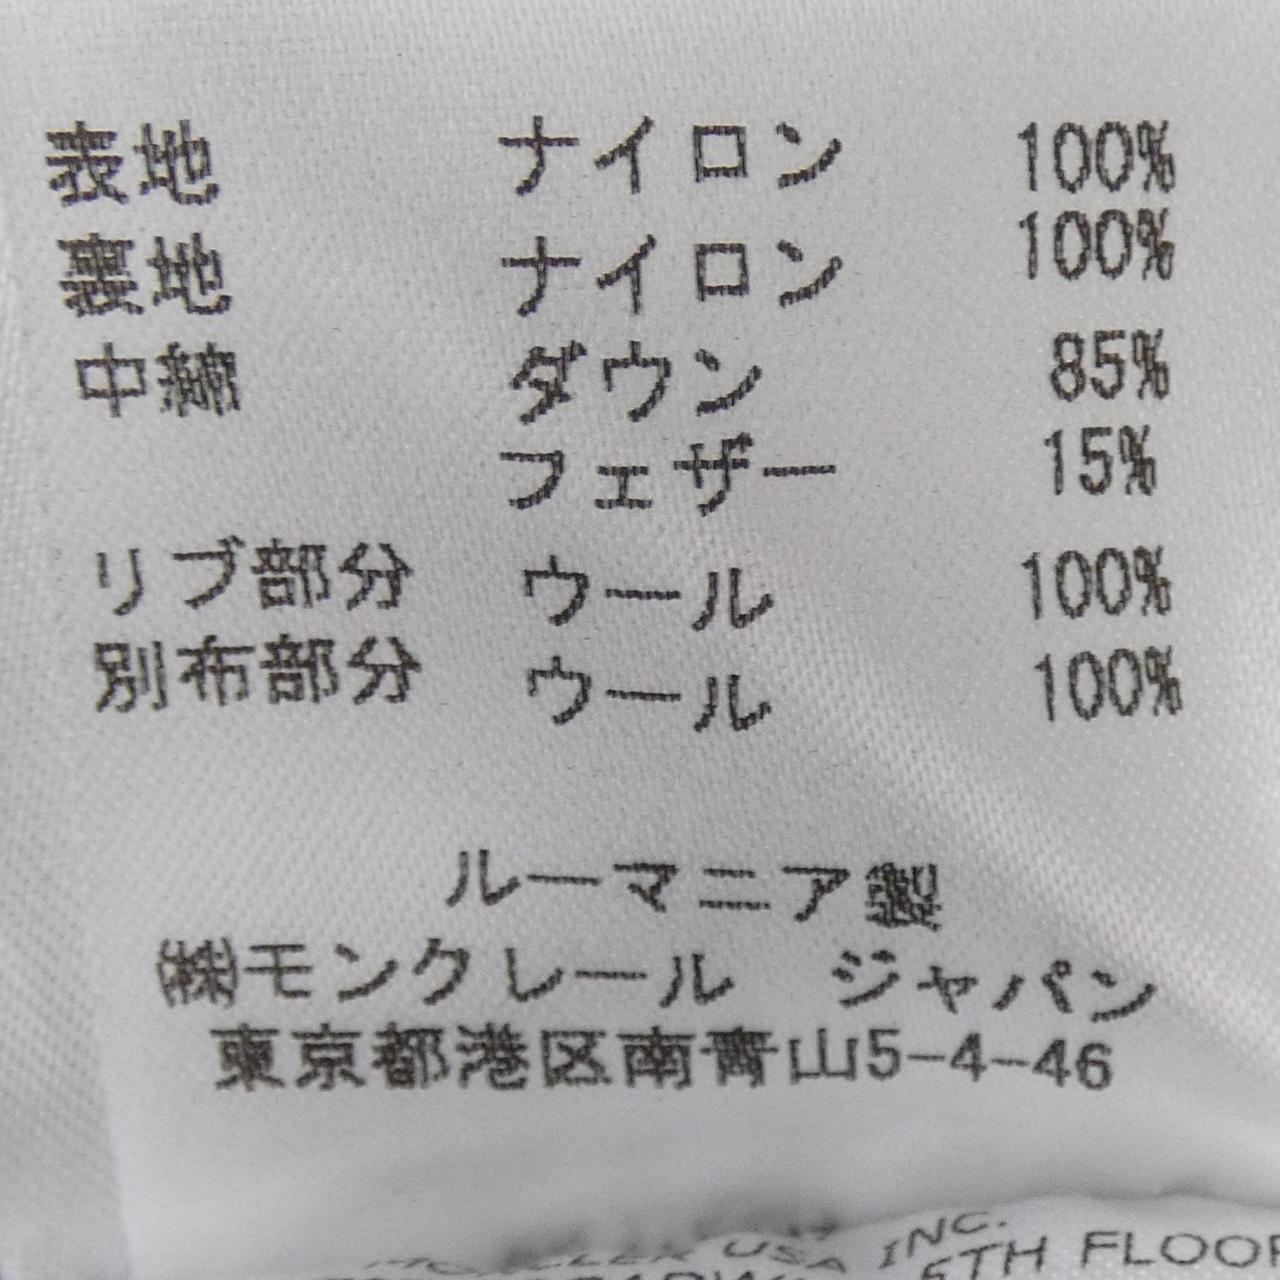 表地 ナイロン 100%
裏地 ナイロン 100%
中綿 ダウン 85%
フェザー 15%
リブ部分 ウール 100%
別布部分 ウール 100%
ルーマニア製
㈱モンクレール ジャパン
東京都港区南青山5-4-46
USA INC.
5TH FLOOR